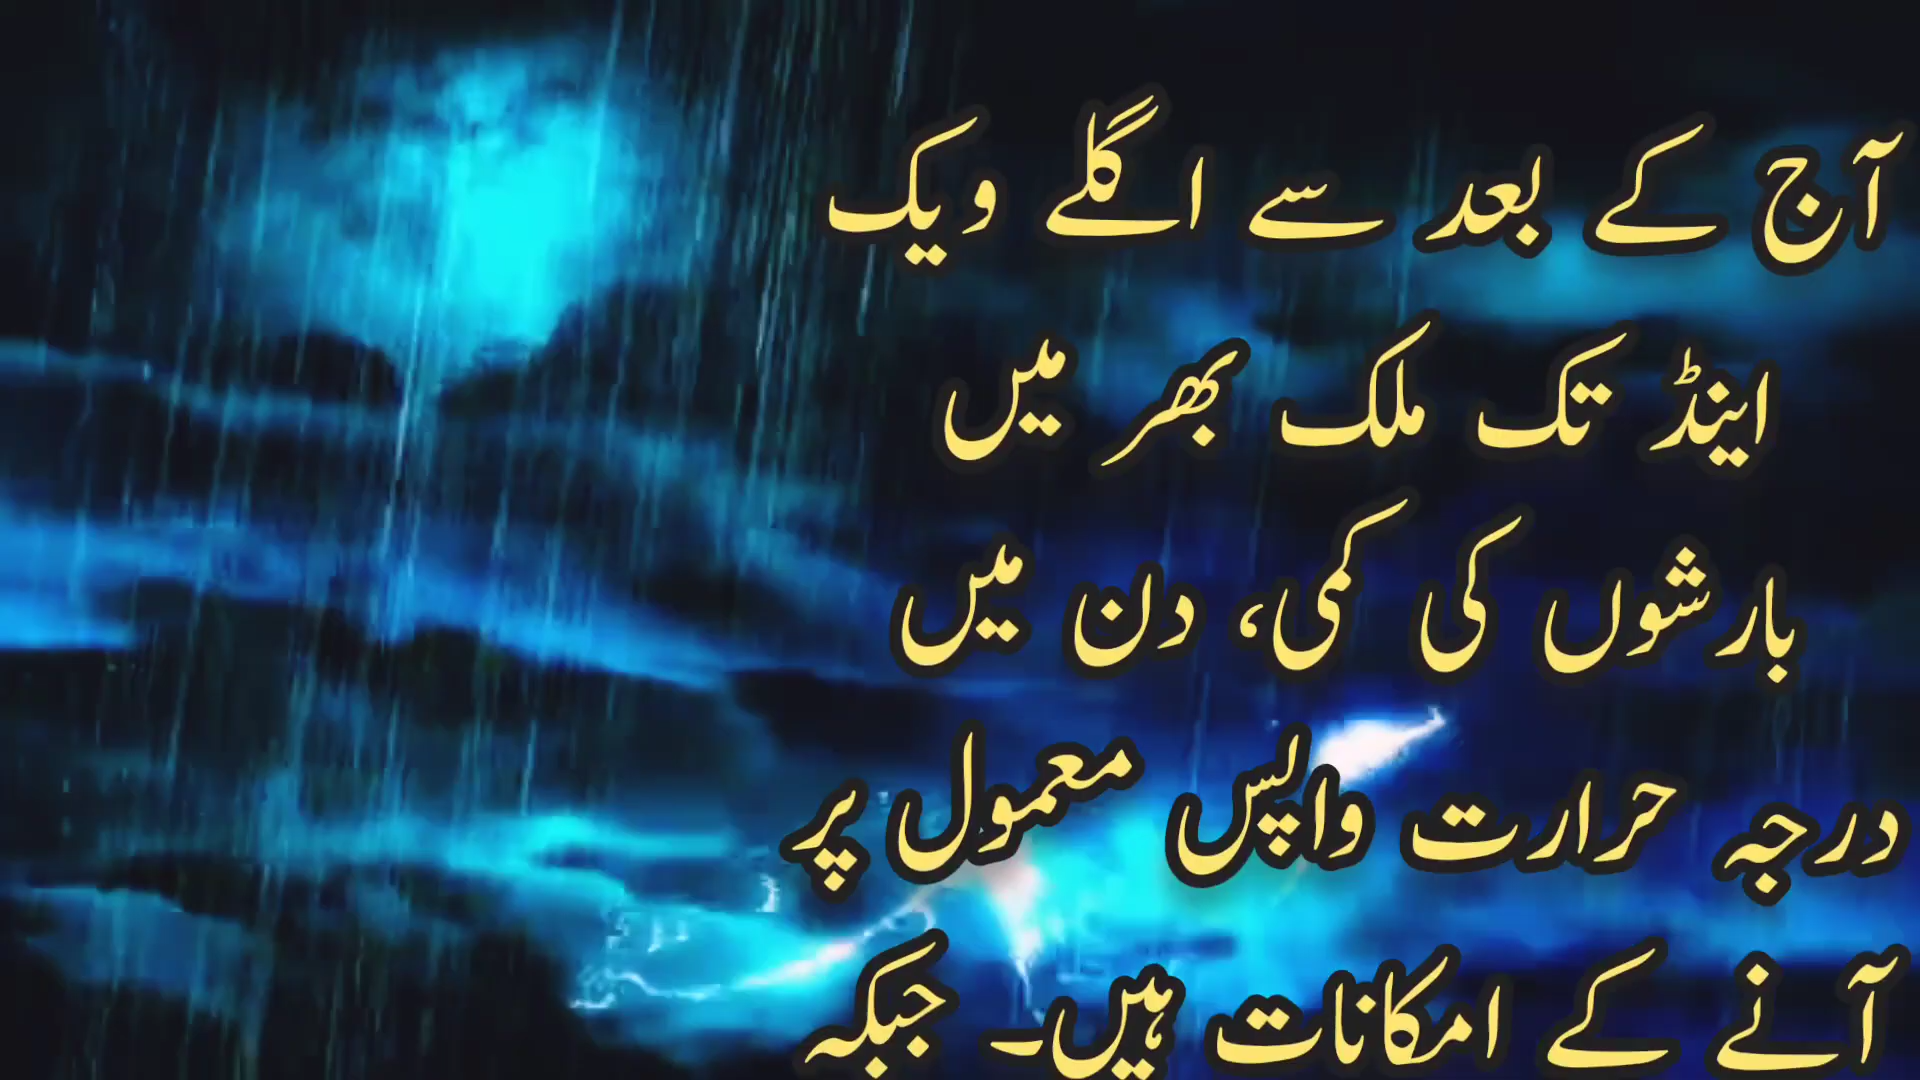 آج کے بعد سے اگلے ویک
اینڈ تک ملک بھر میں
بارشوں کی کمی، دن میں
درجہ حرارت واپس معمول پر
آنے کے امکانات ہیں۔ جبکہ